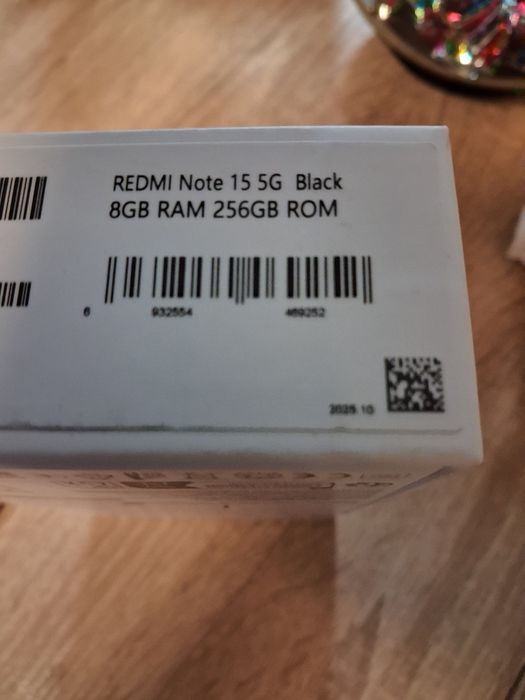 REDMI Note 15 5G Black
8GB RAM 256GB ROM
6 932554 469252
2025.10